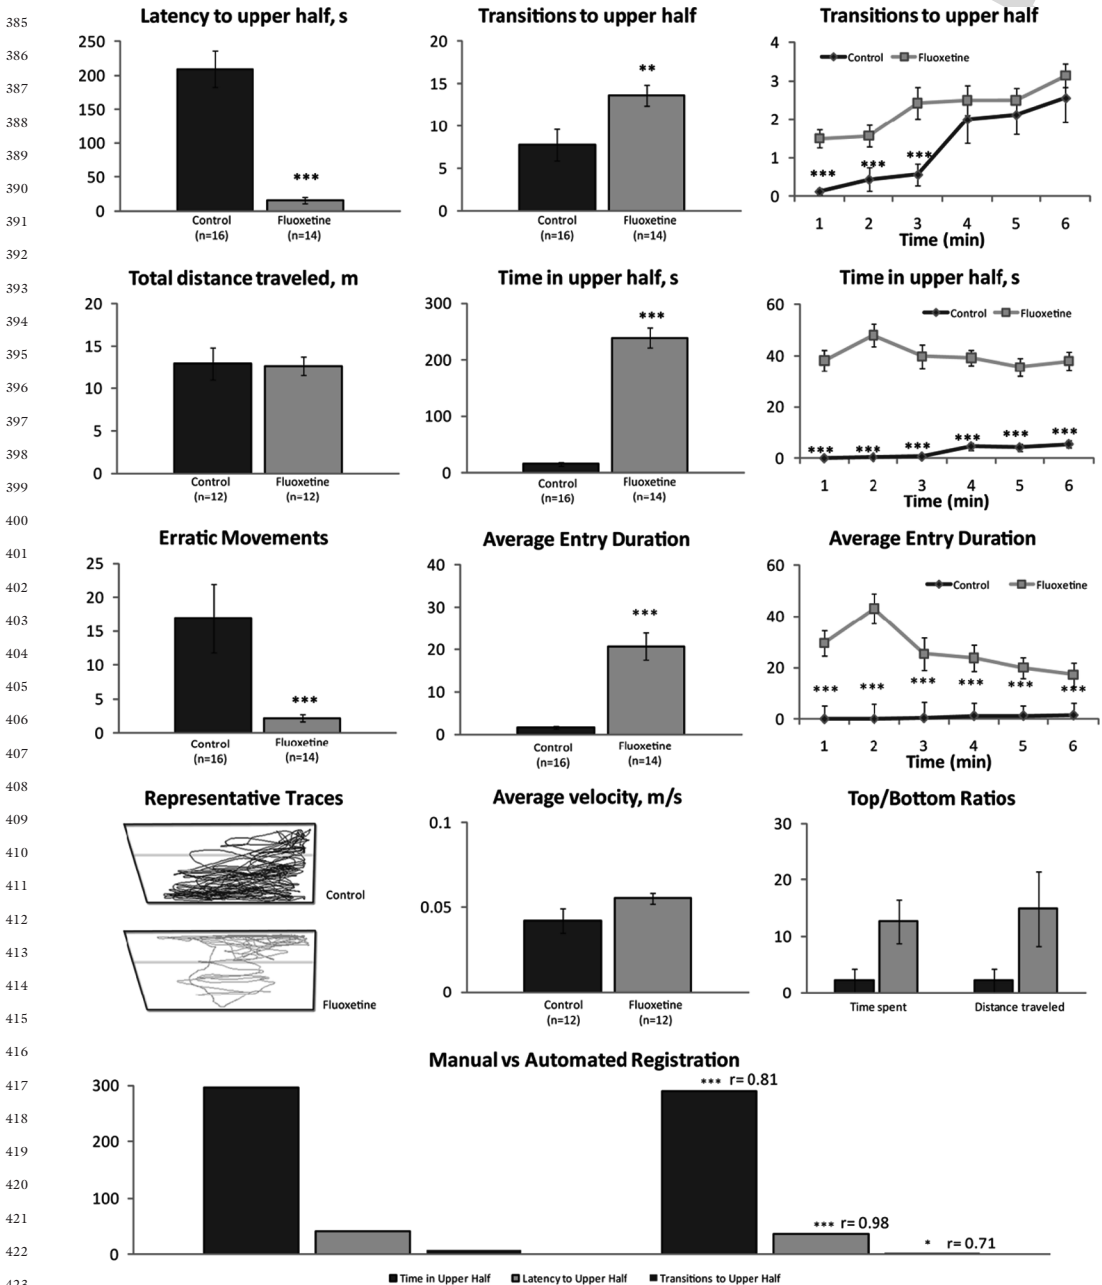 385
386
387
388
389
390
391
392
393
394
395
396
397
398
399
400
401
402
403
404
405
406
407
408
409
410
411
412
413
414
415
416
417
418
419
420
421
422
423
Latency to upper half, s
250
200
150
100
50
0
***
Control
(n=16)
Fluoxetine
(n=14)
Transitions to upper half
20
15
10
5
0
**
Control
(n=16)
Fluoxetine
(n=14)
Transitions to upper half
4
3
2
1
0
Control Fluoxetine
*** *** ***
1 2 3 4 5 6
Time (min)
Total distance traveled, m
20
15
10
5
0
Control
(n=12)
Fluoxetine
(n=12)
Time in upper half, s
300
200
100
0
***
Control
(n=16)
Fluoxetine
(n=14)
Time in upper half, s
60
40
20
0
Control Fluoxetine
*** *** *** *** *** ***
1 2 3 4 5 6
Time (min)
Erratic Movements
25
20
15
10
5
0
***
Control
(n=16)
Fluoxetine
(n=14)
Average Entry Duration
40
30
20
10
0
***
Control
(n=16)
Fluoxetine
(n=14)
Average Entry Duration
60
40
20
0
Control Fluoxetine
*** *** *** *** *** ***
1 2 3 4 5 6
Time (min)
Representative Traces
Control
Fluoxetine
Average velocity, m/s
0.1
0.05
0
Control
(n=12)
Fluoxetine
(n=12)
Top/Bottom Ratios
30
20
10
0
Time spent Distance traveled
Manual vs Automated Registration
300
200
100
0
*** r= 0.81
*** r= 0.98
* r= 0.71
Time in Upper Half Latency to Upper Half Transitions to Upper Half